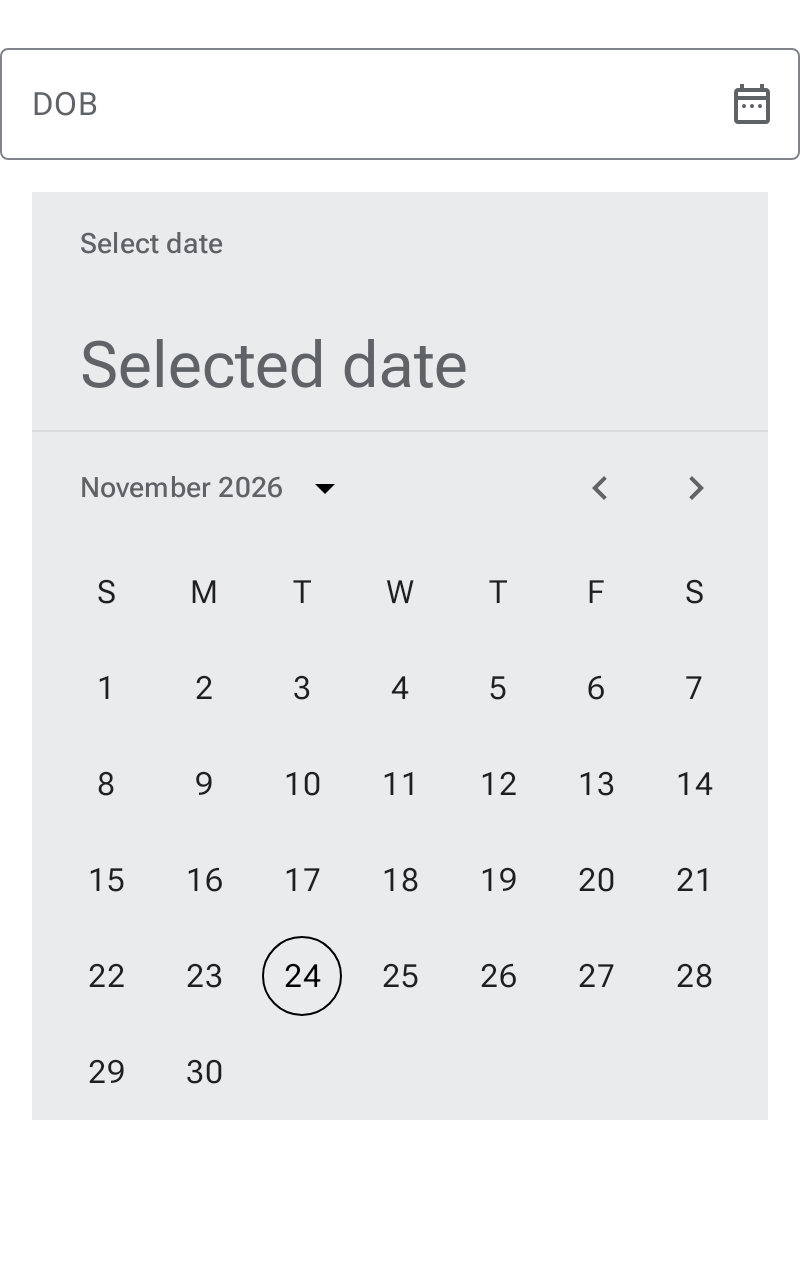 DOB
Select date
Selected date
November 2026
S M T W T F S
1 2 3 4 5 6 7
8 9 10 11 12 13 14
15 16 17 18 19 20 21
22 23 24 25 26 27 28
29 30